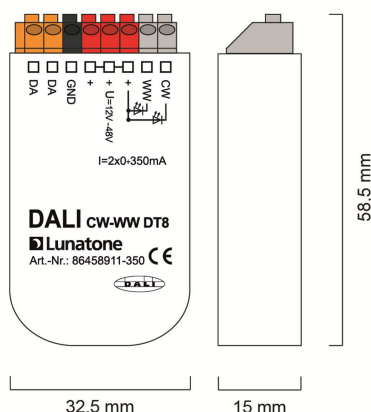 DA
DA
GND
+
+
+
WW
CW
U=12V-48V
I=2x0÷350mA
DALI CW-WW DT8
Lunatone
Art.-Nr.: 86458911-350 CE
DALI
58.5 mm
32.5 mm
15 mm